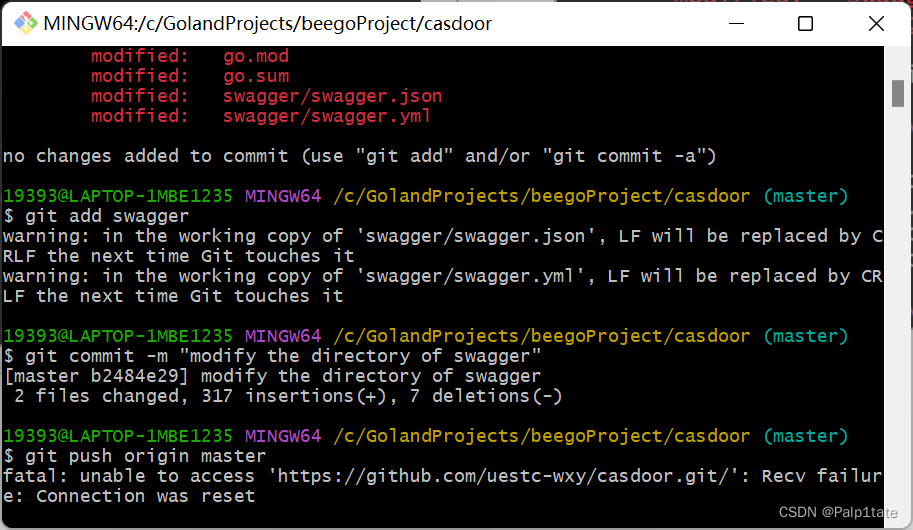 MINGW64:/c/GolandProjects/beegoProject/casdoor
modified: go.mod
modified: go.sum
modified: swagger/swagger.json
modified: swagger/swagger.yml
no changes added to commit (use "git add" and/or "git commit -a")
19393@LAPTOP-1MBE1235 MINGW64 /c/GolandProjects/beegoProject/casdoor (master)
$ git add swagger
warning: in the working copy of 'swagger/swagger.json', LF will be replaced by C
RLF the next time Git touches it
warning: in the working copy of 'swagger/swagger.yml', LF will be replaced by CR
LF the next time Git touches it
19393@LAPTOP-1MBE1235 MINGW64 /c/GolandProjects/beegoProject/casdoor (master)
$ git commit -m "modify the directory of swagger"
[master b2484e29] modify the directory of swagger
2 files changed, 317 insertions(+), 7 deletions(-)
19393@LAPTOP-1MBE1235 MINGW64 /c/GolandProjects/beegoProject/casdoor (master)
$ git push origin master
fatal: unable to access 'https://github.com/uestc-wxy/casdoor.git/': Recv failur
e: Connection was reset
CSDN @Palp1tate